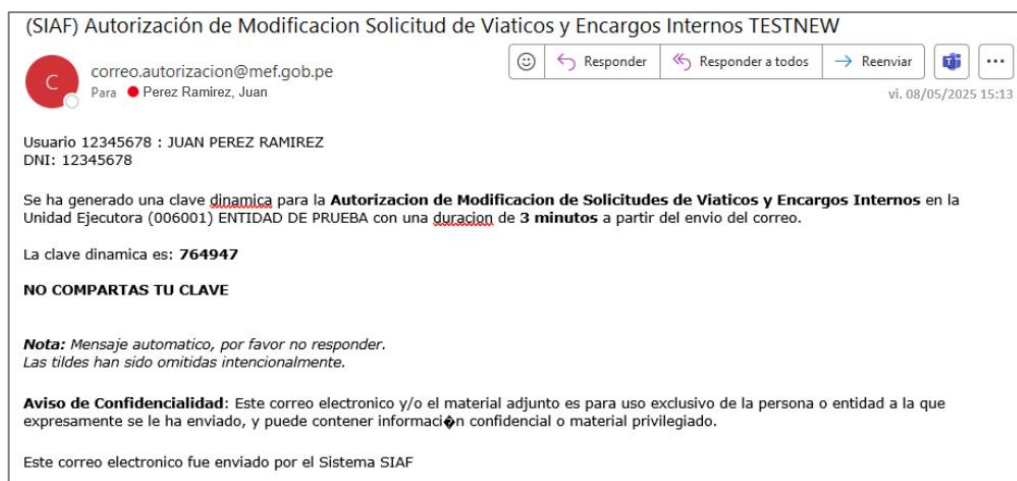 (SIAF) Autorización de Modificacion Solicitud de Viaticos y Encargos Internos TESTNEW
C
correo.autorizacion@mef.gob.pe
Para Perez Ramirez, Juan
Responder
Responder a todos
Reenviar
vi. 08/05/2025 15:13
Usuario 12345678 : JUAN PEREZ RAMIREZ
DNI: 12345678
Se ha generado una clave dinamica para la Autorizacion de Modificacion de Solicitudes de Viaticos y Encargos Internos en la
Unidad Ejecutora (006001) ENTIDAD DE PRUEBA con una duracion de 3 minutos a partir del envio del correo.
La clave dinamica es: 764947
NO COMPARTAS TU CLAVE
Nota: Mensaje automatico, por favor no responder.
Las tildes han sido omitidas intencionalmente.
Aviso de Confidencialidad: Este correo electronico y/o el material adjunto es para uso exclusivo de la persona o entidad a la que
expresamente se le ha enviado, y puede contener informaci�n confidencial o material privilegiado.
Este correo electronico fue enviado por el Sistema SIAF